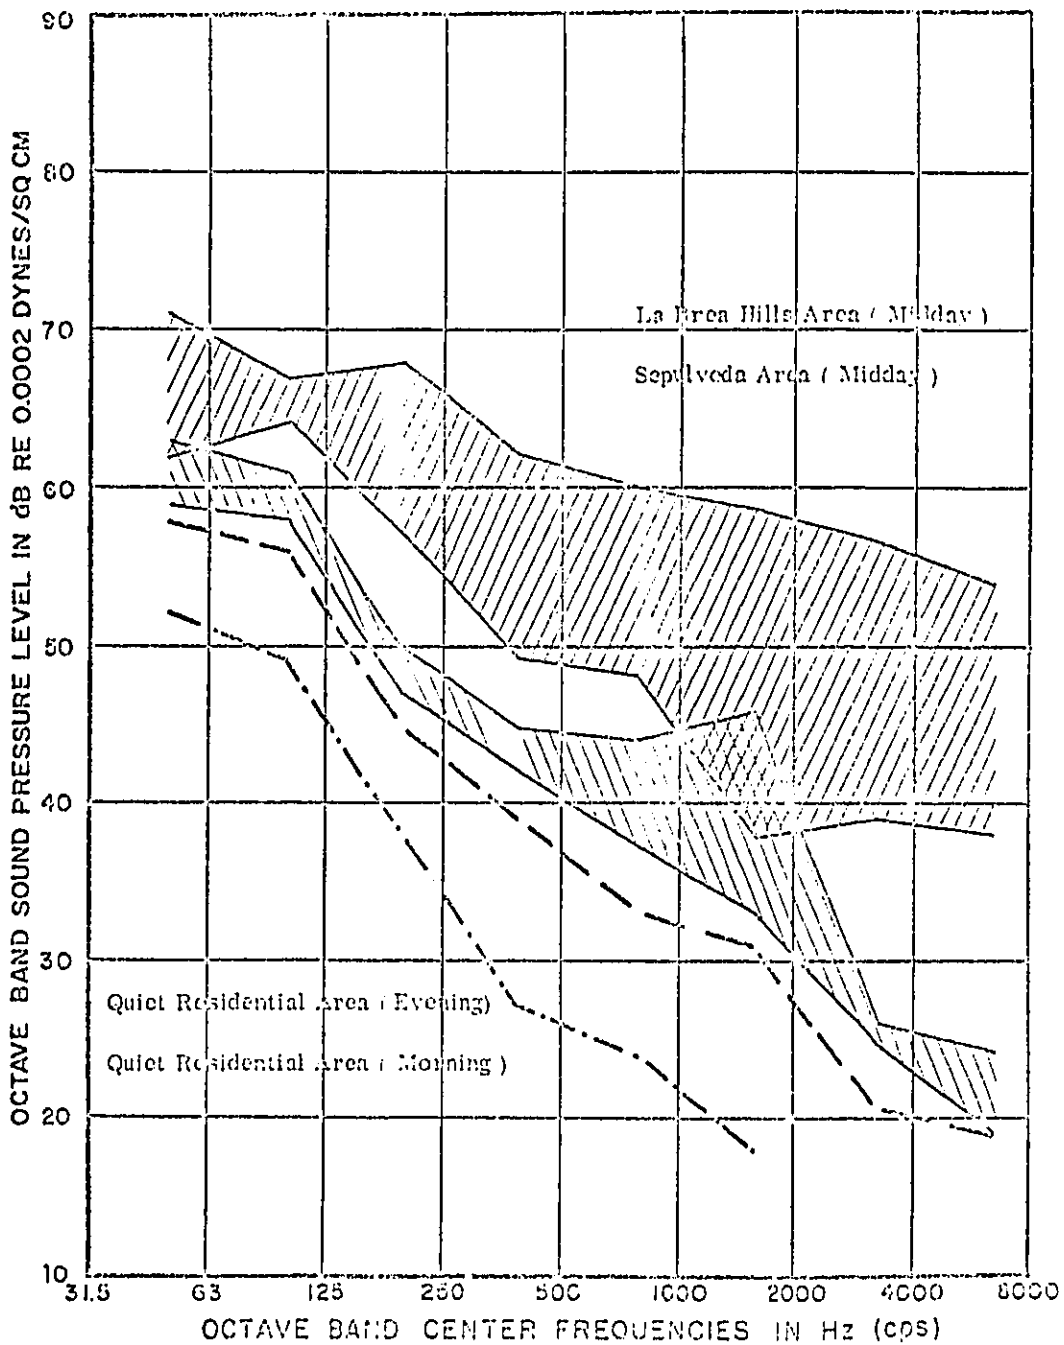 90
80
70
60
50
40
30
20
10
OCTAVE BAND SOUND PRESSURE LEVEL IN dB RE 0.0002 DYNES/SQ CM
La Brea Hills Area ( Midday )
Sepulveda Area ( Midday )
Quiet Residential Area ( Evening)
Quiet Residential Area ( Morning )
31.5 63 125 250 500 1000 2000 4000 8000
OCTAVE BAND CENTER FREQUENCIES IN Hz (cps)